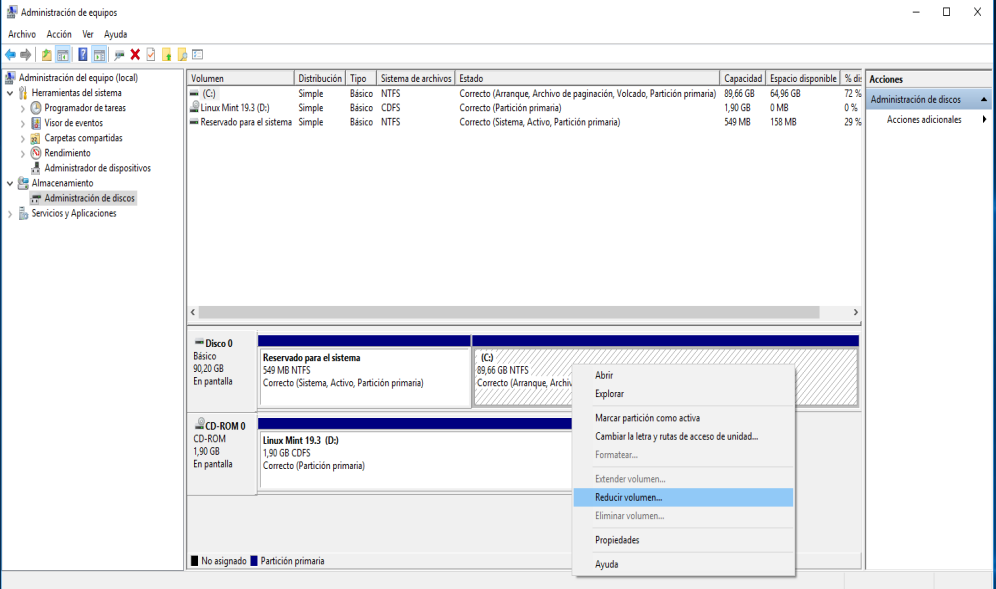 Administración de equipos
Archivo Acción Ver Ayuda
Administración del equipo (local)
Herramientas del sistema
Programador de tareas
Visor de eventos
Carpetas compartidas
Rendimiento
Administrador de dispositivos
Almacenamiento
Administración de discos
Servicios y Aplicaciones
Volumen Distribución Tipo Sistema de archivos Estado Capacidad Espacio disponible % di
(C:) Simple Básico NTFS Correcto (Arranque, Archivo de paginación, Volcado, Partición primaria) 89,66 GB 64,96 GB 72 %
Linux Mint 19.3 (D:) Simple Básico CDFS Correcto (Partición primaria) 1,90 GB 0 MB 0 %
Reservado para el sistema Simple Básico NTFS Correcto (Sistema, Activo, Partición primaria) 549 MB 158 MB 29 %
Acciones
Administración de discos
Acciones adicionales
Disco 0
Básico
90,20 GB
En pantalla
Reservado para el sistema
549 MB NTFS
Correcto (Sistema, Activo, Partición primaria)
(C:)
89,66 GB NTFS
Correcto (Arranque, Archiv
CD-ROM 0
CD-ROM
1,90 GB
En pantalla
Linux Mint 19.3 (D:)
1,90 GB CDFS
Correcto (Partición primaria)
Abrir
Explorar
Marcar partición como activa
Cambiar la letra y rutas de acceso de unidad...
Formatear...
Extender volumen...
Reducir volumen...
Eliminar volumen...
Propiedades
Ayuda
No asignado Partición primaria